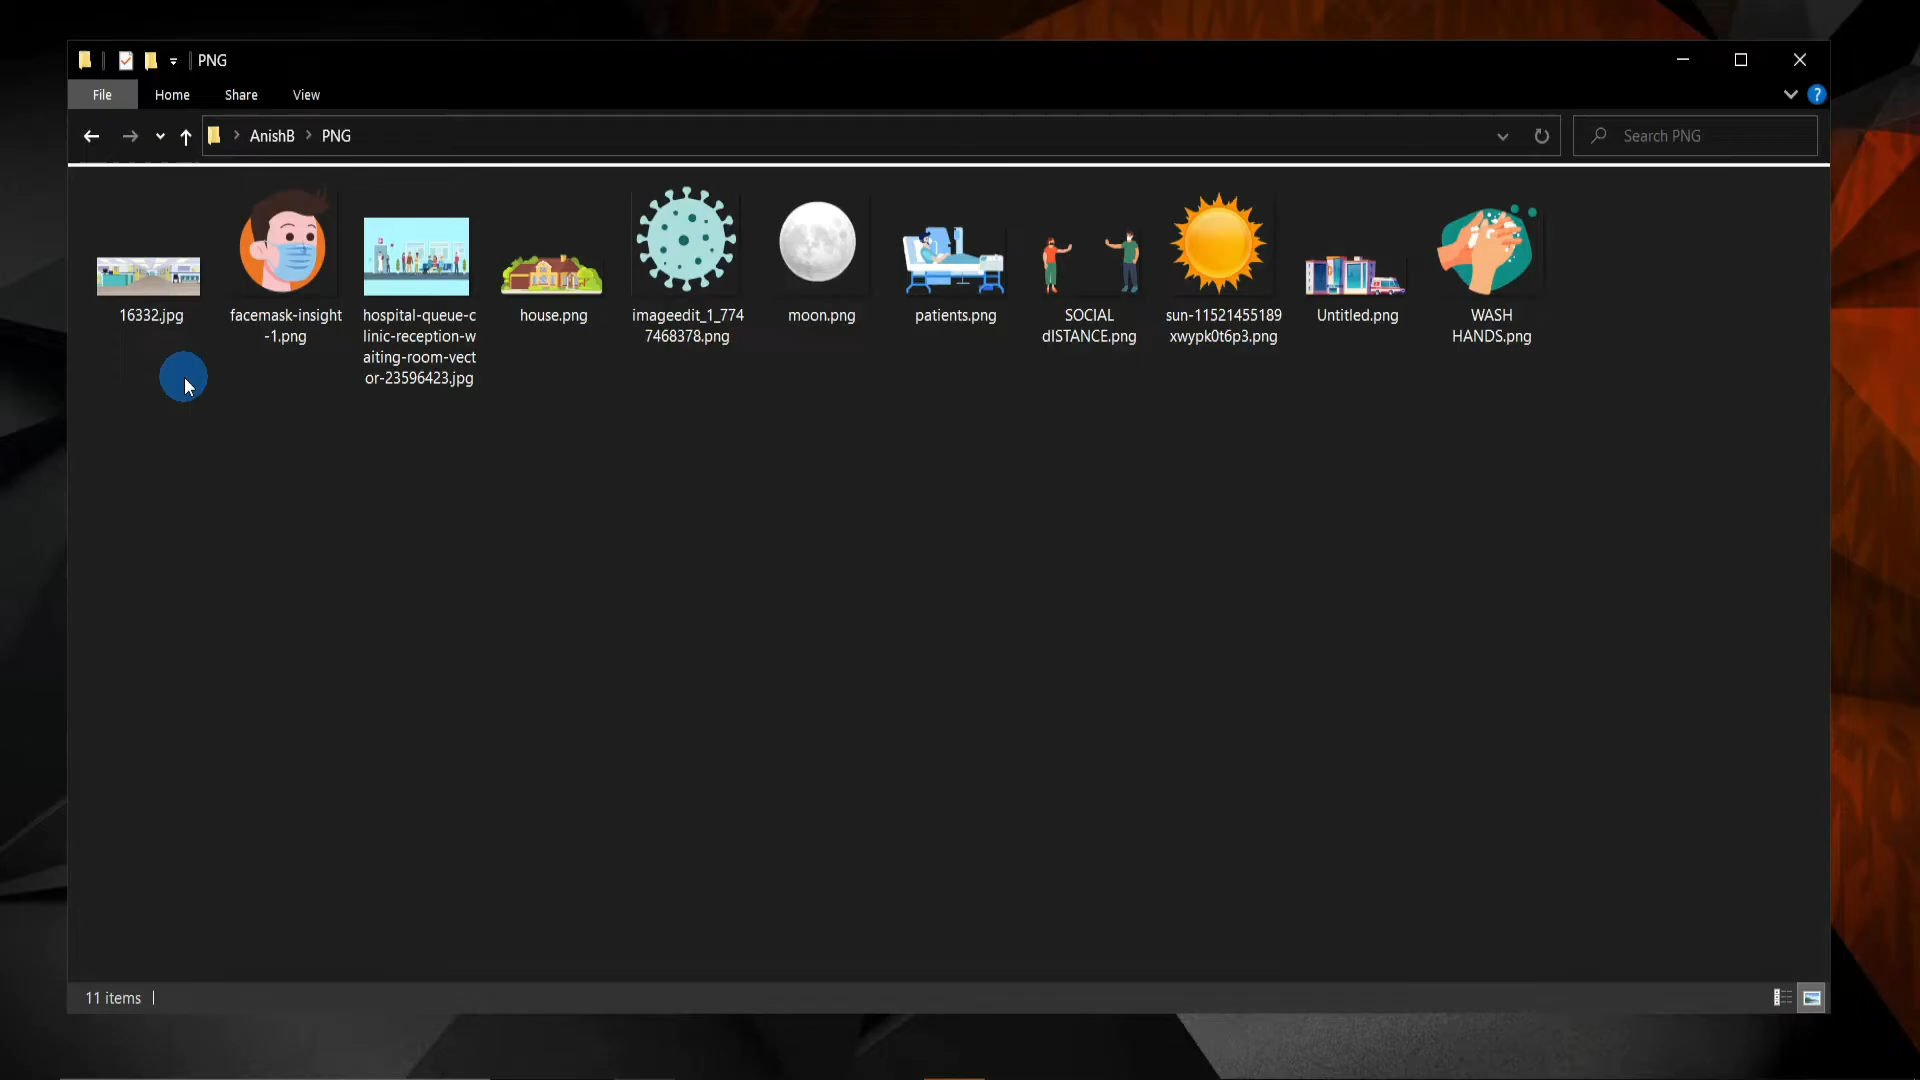 PNG
File Home Share View
?
AnishB PNG
Search PNG
16332.jpg
facemask-insight
-1.png
hospital-queue-c
linic-reception-w
aiting-room-vect
or-23596423.jpg
house.png
imageedit_1_774
7468378.png
moon.png
patients.png
SOCIAL
dISTANCE.png
sun-11521455189
xwypk0t6p3.png
Untitled.png
WASH
HANDS.png
11 items